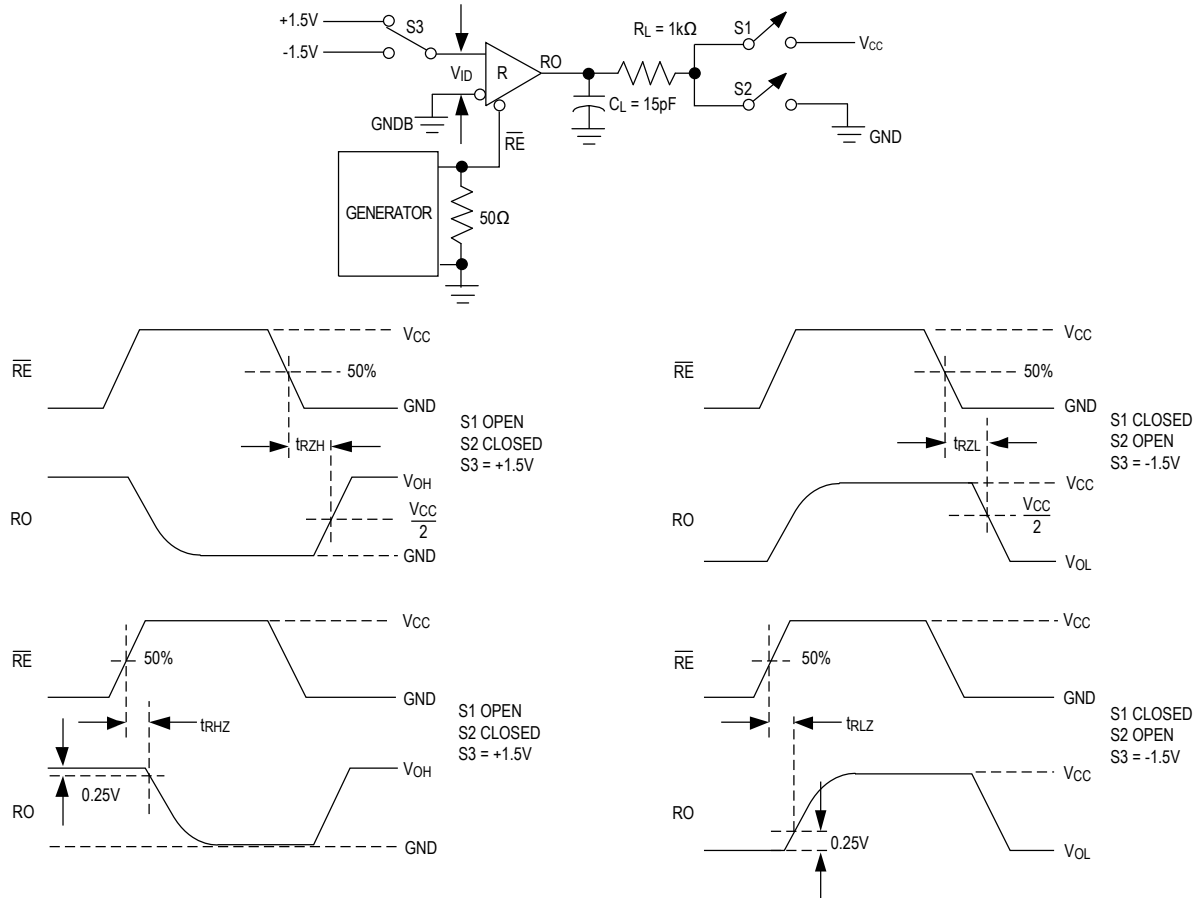 +1.5V
-1.5V
S3
VID
R
RO
RL = 1kΩ
S1
VCC
S2
CL = 15pF
GND
GNDB
RE
GENERATOR
50Ω
RE
VCC
50%
GND
tRZH
S1 OPEN
S2 CLOSED
S3 = +1.5V
RO
VOH
VCC
2
GND
RE
VCC
50%
GND
tRZL
S1 CLOSED
S2 OPEN
S3 = -1.5V
RO
VCC
VCC
2
VOL
RE
VCC
50%
GND
tRHZ
S1 OPEN
S2 CLOSED
S3 = +1.5V
RO
0.25V
VOH
GND
RE
VCC
50%
GND
tRLZ
S1 CLOSED
S2 OPEN
S3 = -1.5V
RO
VCC
0.25V
VOL